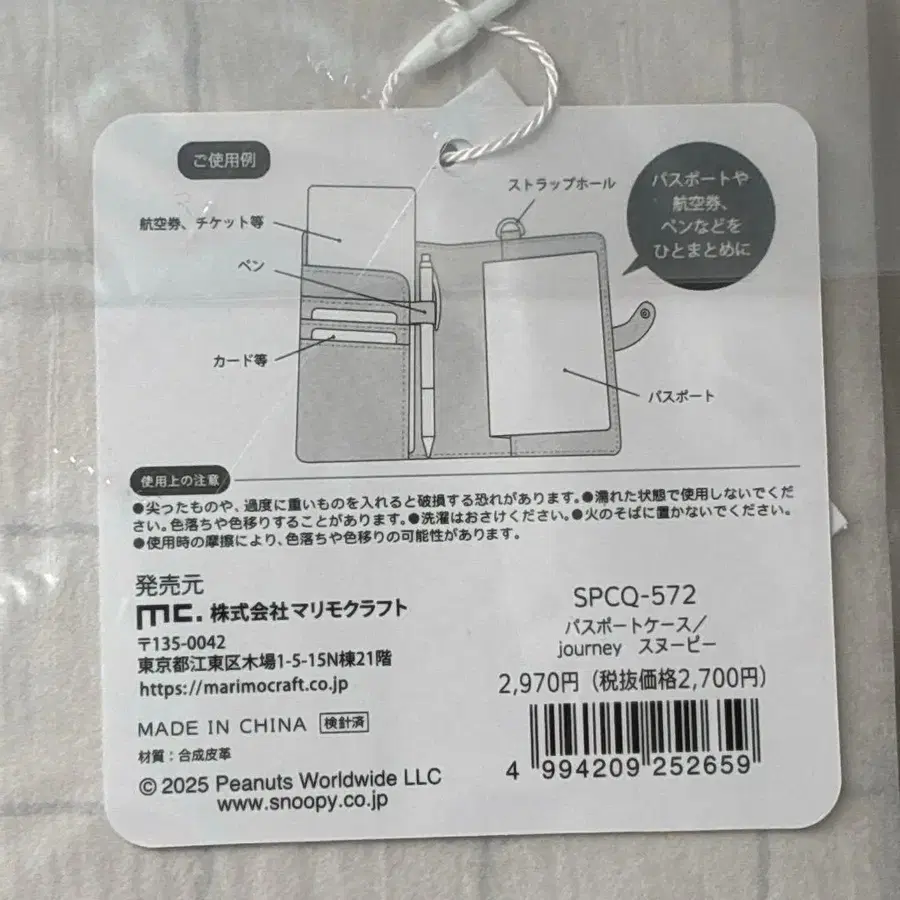 ご使用例
ストラップホール
パスポートや
航空券、
ペンなどを
ひとまとめに
航空券、チケット等
ペン
カード等
パスポート
使用上の注意
●尖ったものや、過度に重いものを入れると破損する恐れがあります。●濡れた状態で使用しないでくだ
さい。色落ちや色移りすることがあります。●洗濯はおさけください。●火のそばに置かないでください。
●使用時の摩擦により、色落ちや色移りの可能性があります。
発売元
mc. 株式会社マリモクラフト
〒135-0042
東京都江東区木場1-5-15N棟21階
https://marimocraft.co.jp
MADE IN CHINA 検針済
材質：合成皮革
© 2025 Peanuts Worldwide LLC
www.snoopy.co.jp
SPCQ-572
パスポートケース／
journey スヌーピー
2,970円（税抜価格2,700円）
4 994209 252659